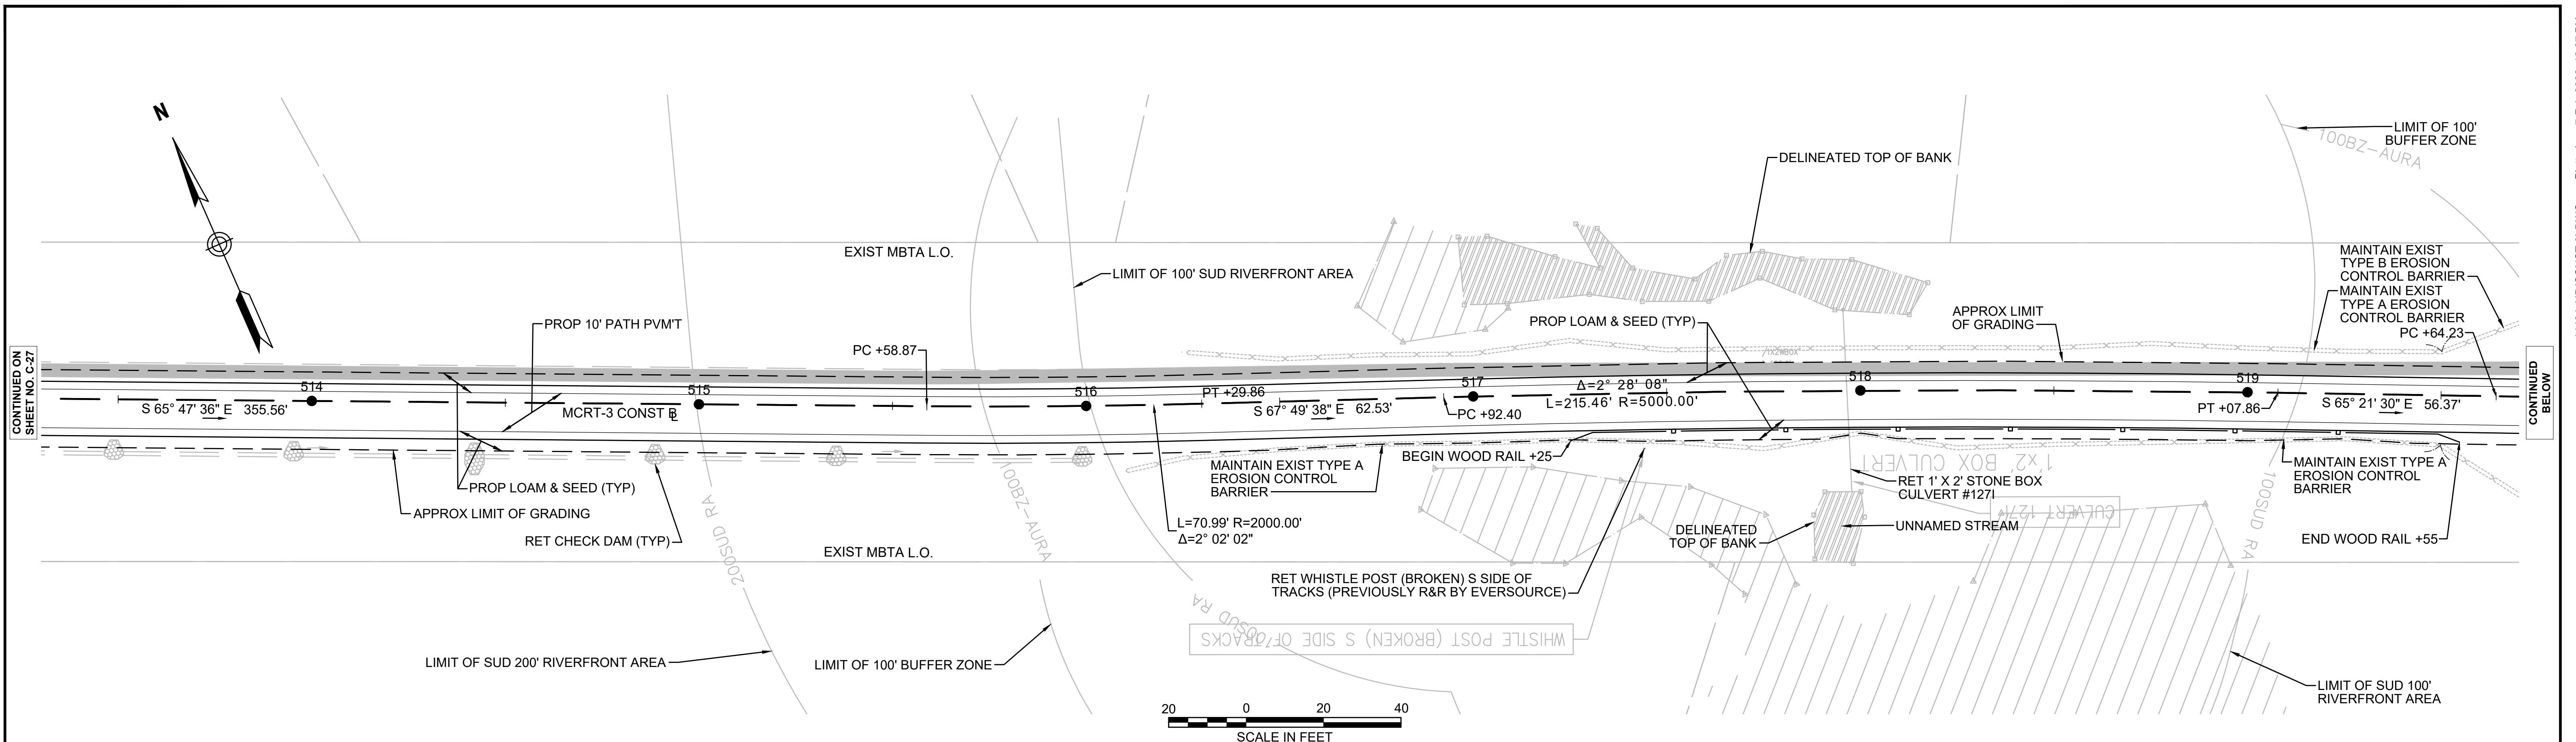 N
LIMIT OF 100'
BUFFER ZONE
100BZ-AURA
DELINEATED TOP OF BANK
EXIST MBTA L.O.
LIMIT OF 100' SUD RIVERFRONT AREA
MAINTAIN EXIST
TYPE B EROSION
CONTROL BARRIER
MAINTAIN EXIST
TYPE A EROSION
CONTROL BARRIER
PC +64.23
PROP 10' PATH PVM'T
PC +58.87
PROP LOAM & SEED (TYP)
APPROX LIMIT
OF GRADING
CONTINUED ON
SHEET NO. C-27
514
515
516
517
518
519
S 65° 47' 36" E 355.56'
MCRT-3 CONST BL
PT +29.86
S 67° 49' 38" E 62.53'
PC +92.40
Δ=2° 28' 08"
L=215.46' R=5000.00'
PT +07.86
S 65° 21' 30" E 56.37'
CONTINUED
BELOW
PROP LOAM & SEED (TYP)
APPROX LIMIT OF GRADING
RET CHECK DAM (TYP)
200SUD RA
100BZ-AURA
MAINTAIN EXIST TYPE A
EROSION CONTROL
BARRIER
L=70.99' R=2000.00'
Δ=2° 02' 02"
BEGIN WOOD RAIL +25
1'x2' BOX CULVERT
RET 1' X 2' STONE BOX
CULVERT #127I
CULVERT 127I
UNNAMED STREAM
DELINEATED
TOP OF BANK
MAINTAIN EXIST TYPE A
EROSION CONTROL
BARRIER
100SUD RA
END WOOD RAIL +55
EXIST MBTA L.O.
RET WHISTLE POST (BROKEN) S SIDE OF
TRACKS (PREVIOUSLY R&R BY EVERSOURCE)
100SUD RA
WHISTLE POST (BROKEN) S SIDE OF TRACKS
LIMIT OF SUD 200' RIVERFRONT AREA
LIMIT OF 100' BUFFER ZONE
LIMIT OF SUD 100'
RIVERFRONT AREA
20 0 20 40
SCALE IN FEET